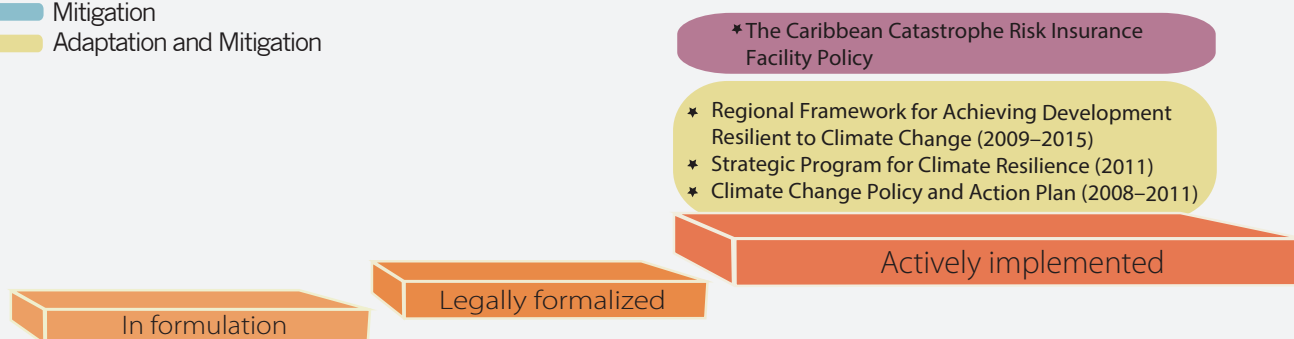 Mitigation
Adaptation and Mitigation
* The Caribbean Catastrophe Risk Insurance
Facility Policy
* Regional Framework for Achieving Development
Resilient to Climate Change (2009–2015)
* Strategic Program for Climate Resilience (2011)
* Climate Change Policy and Action Plan (2008–2011)
Actively implemented
Legally formalized
In formulation